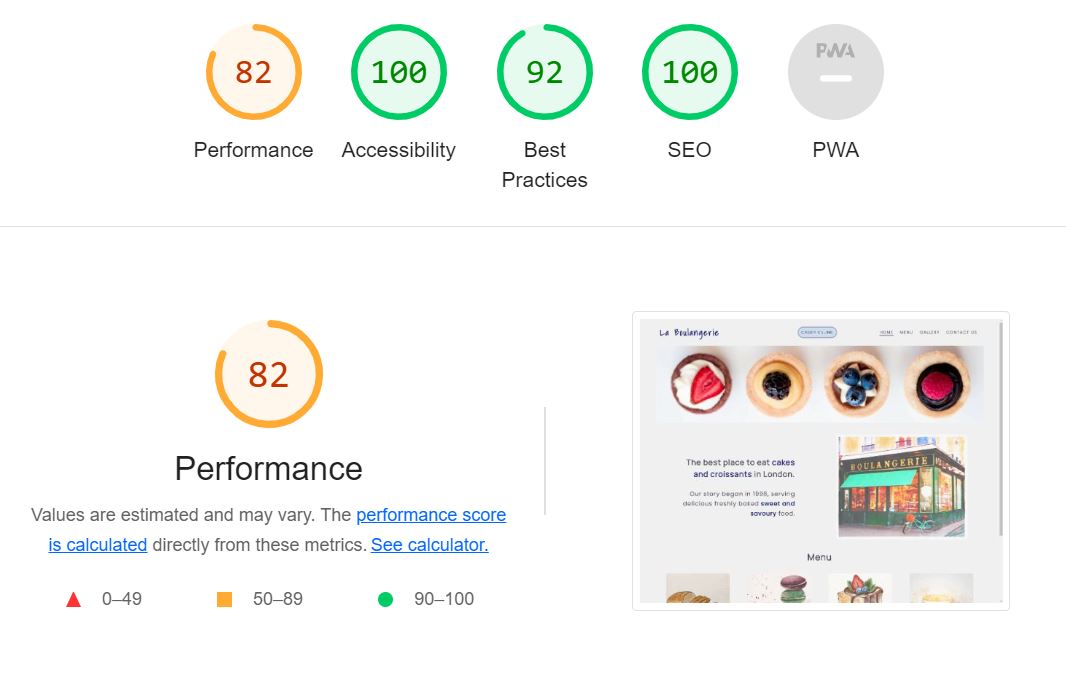 82
100
92
100
PWA
Performance
Accessibility
Best
Practices
SEO
PWA
82
Performance
Values are estimated and may vary. The performance score
is calculated directly from these metrics. See calculator.
0–49
50–89
90–100
La Boulangerie
HOME MENU GALLERY CONTACT US
BOULANGERIE
The best place to eat cakes
and croissants in London.
Our story began in 1998, serving
delicious freshly baked sweet and
savoury food.
Menu